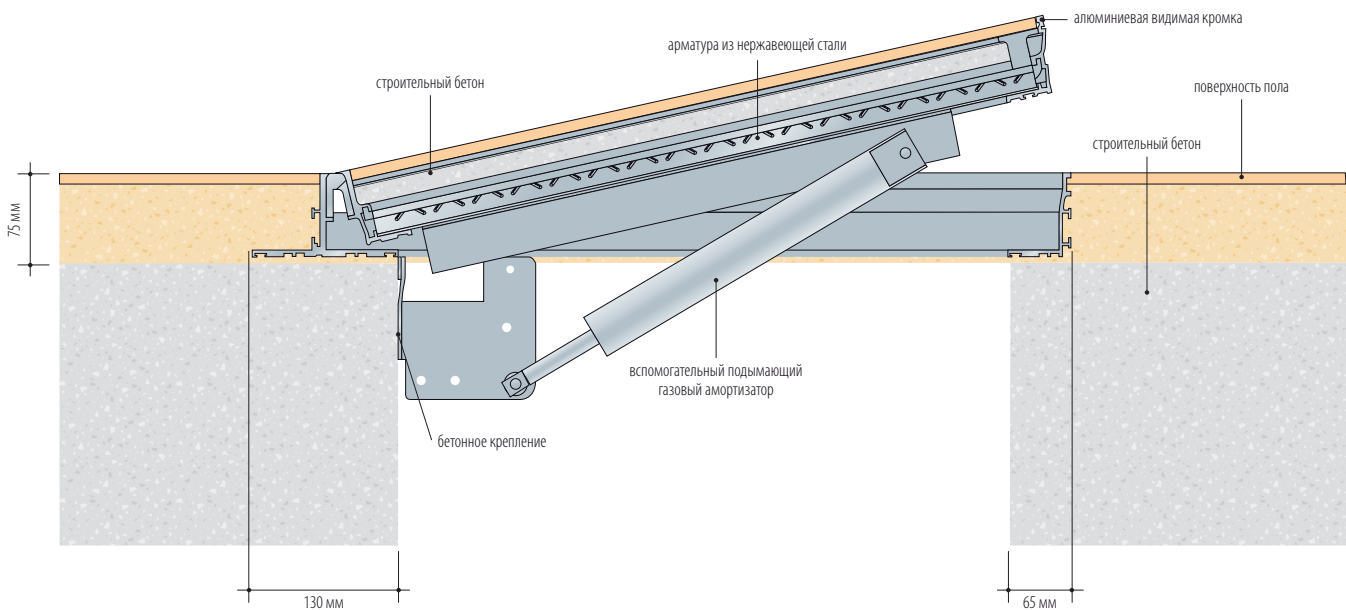 алюминиевая видимая кромка
арматура из нержавеющей стали
строительный бетон
поверхность пола
строительный бетон
75 мм
вспомогательный подымающий
газовый амортизатор
бетонное крепление
130 мм
65 мм